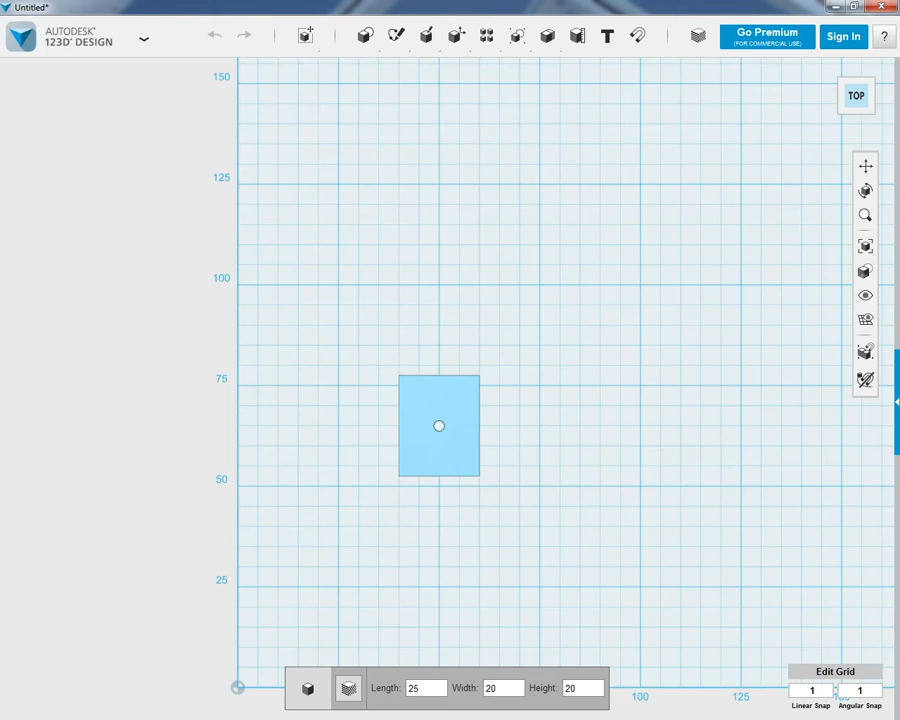 Untitled*
AUTODESK®
123D® DESIGN
Go Premium
(FOR COMMERCIAL USE)
Sign In
?
T
TOP
150
125
100
75
50
25
100
125
Length: 25 Width: 20 Height: 20
Edit Grid
1 1
Linear Snap Angular Snap